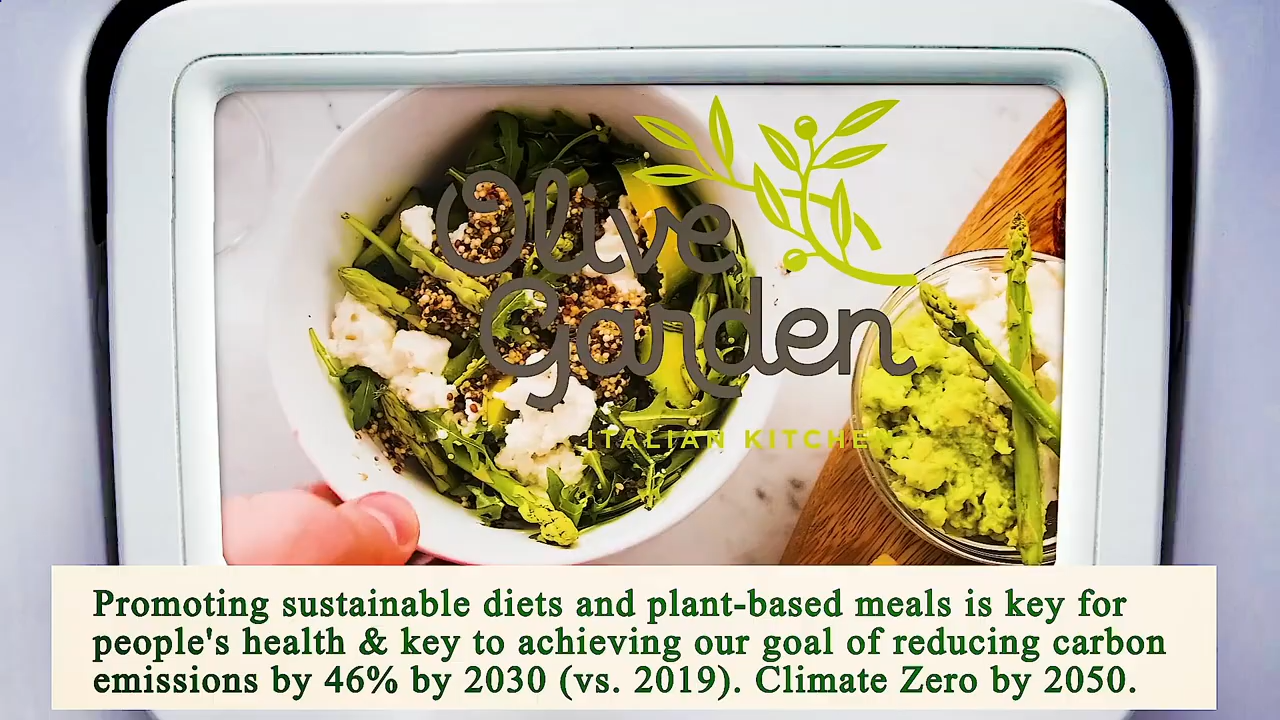 Olive
Garden
ITALIAN KITCHEN
Promoting sustainable diets and plant-based meals is key for
people's health & key to achieving our goal of reducing carbon
emissions by 46% by 2030 (vs. 2019). Climate Zero by 2050.